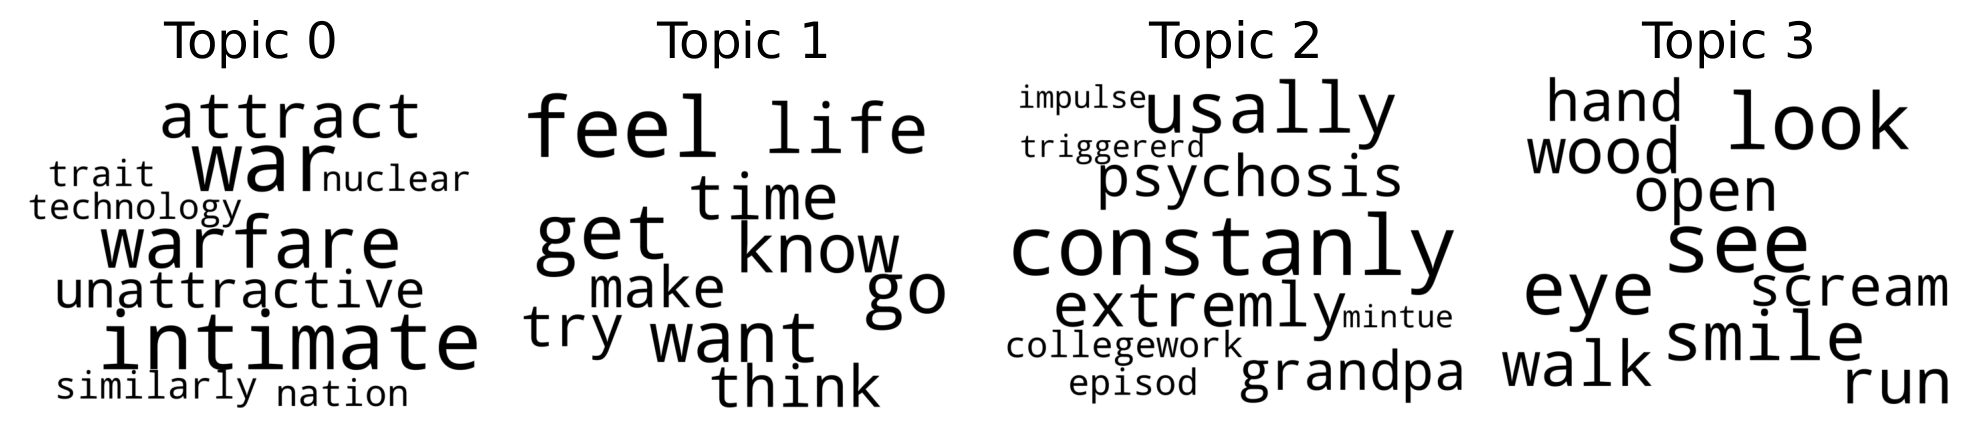 Topic 0
attract
war
trait
nuclear
technology
warfare
unattractive
intimate
similarly
nation
Topic 1
feel
life
time
get
know
make
go
try
want
think
Topic 2
impulse
usally
triggererd
psychosis
constanly
extremly
mintue
collegework
episod
grandpa
Topic 3
hand
look
wood
open
see
eye
scream
smile
walk
run